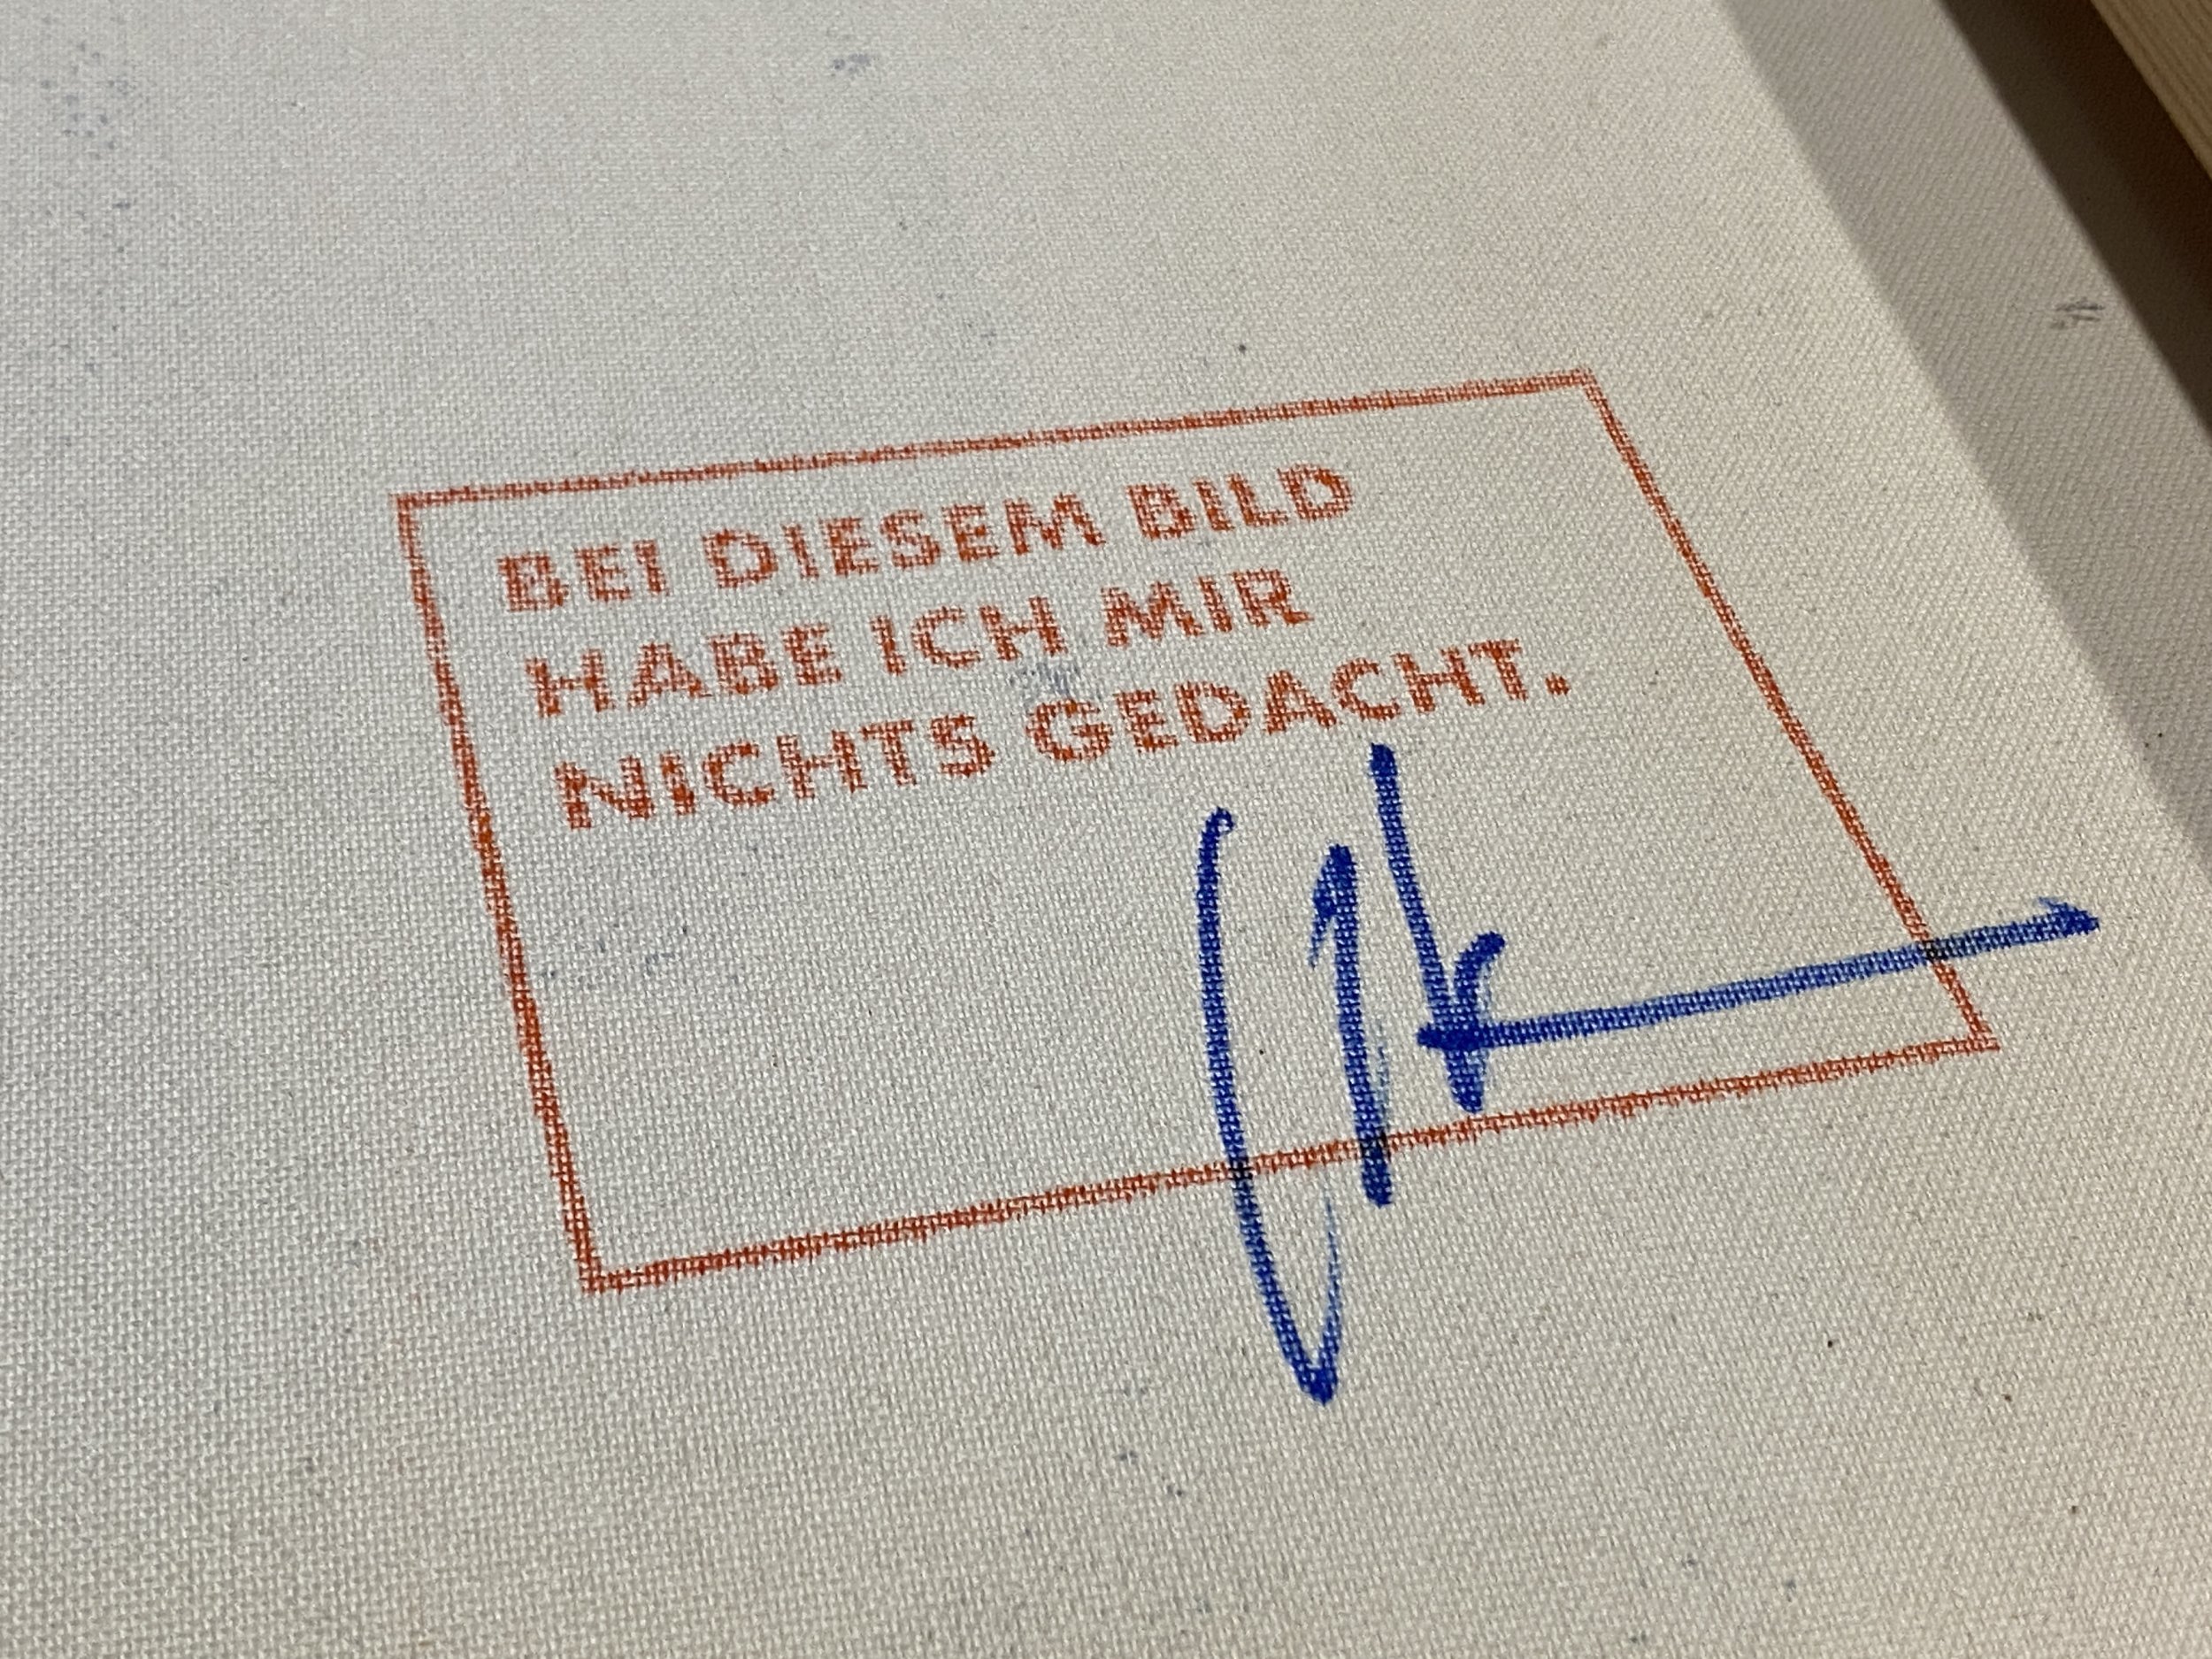 BEI DIESEM BILD
HABE ICH MIR
NICHTS GEDACHT.